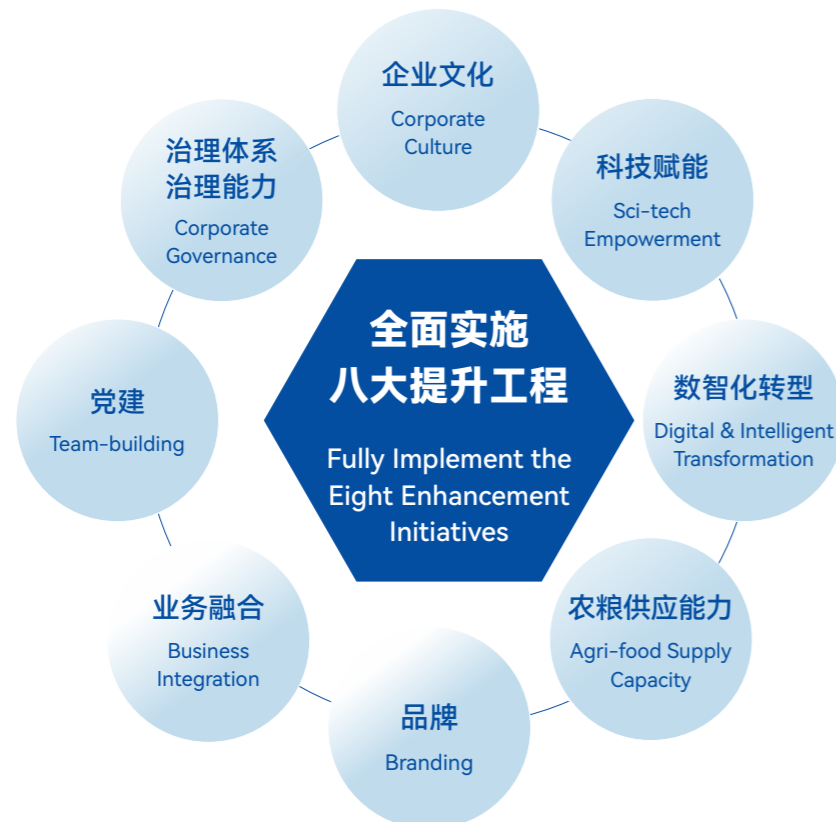 企业文化
Corporate
Culture
治理体系
治理能力
Corporate
Governance
科技赋能
Sci-tech
Empowerment
全面实施
八大提升工程
Fully Implement the
Eight Enhancement
Initiatives
党建
Team-building
数智化转型
Digital & Intelligent
Transformation
业务融合
Business
Integration
农粮供应能力
Agri-food Supply
Capacity
品牌
Branding